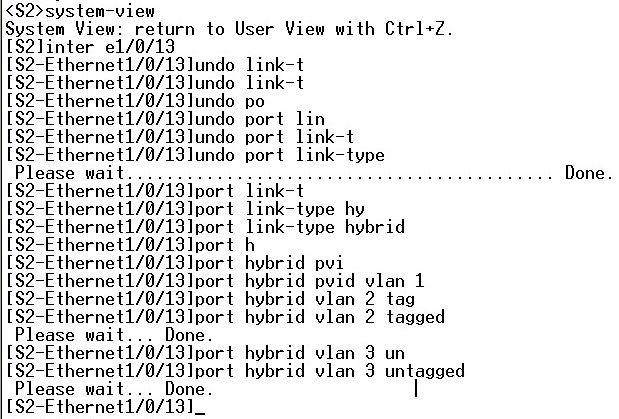 <S2>system-view
System View: return to User View with Ctrl+Z.
[S2]inter e1/0/13
[S2-Ethernet1/0/13]undo link-t
[S2-Ethernet1/0/13]undo link-t
[S2-Ethernet1/0/13]undo po
[S2-Ethernet1/0/13]undo port lin
[S2-Ethernet1/0/13]undo port link-t
[S2-Ethernet1/0/13]undo port link-type
Please wait........................................... Done.
[S2-Ethernet1/0/13]port link-t
[S2-Ethernet1/0/13]port link-type hy
[S2-Ethernet1/0/13]port link-type hybrid
[S2-Ethernet1/0/13]port h
[S2-Ethernet1/0/13]port hybrid pvi
[S2-Ethernet1/0/13]port hybrid pvid vlan 1
[S2-Ethernet1/0/13]port hybrid vlan 2 tag
[S2-Ethernet1/0/13]port hybrid vlan 2 tagged
Please wait... Done.
[S2-Ethernet1/0/13]port hybrid vlan 3 un
[S2-Ethernet1/0/13]port hybrid vlan 3 untagged
Please wait... Done.
[S2-Ethernet1/0/13]_